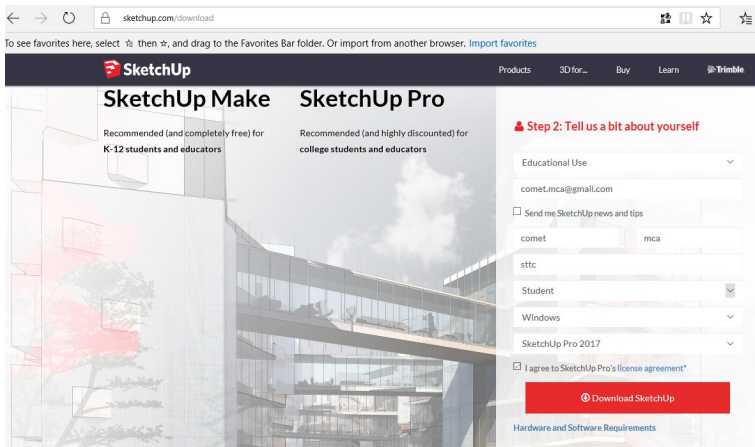 sketchup.com/download
To see favorites here, select then, and drag to the Favorites Bar folder. Or import from another browser. Import favorites
SketchUp
Products 3D for... Buy Learn Trimble
SketchUp Make
Recommended (and completely free) for
K-12 students and educators
SketchUp Pro
Recommended (and highly discounted) for
college students and educators
Step 2: Tell us a bit about yourself
Educational Use
comet.mca@gmail.com
Send me SketchUp news and tips
comet mca
sttc
Student
Windows
SketchUp Pro 2017
I agree to SketchUp Pro's license agreement*
Download SketchUp
Hardware and Software Requirements